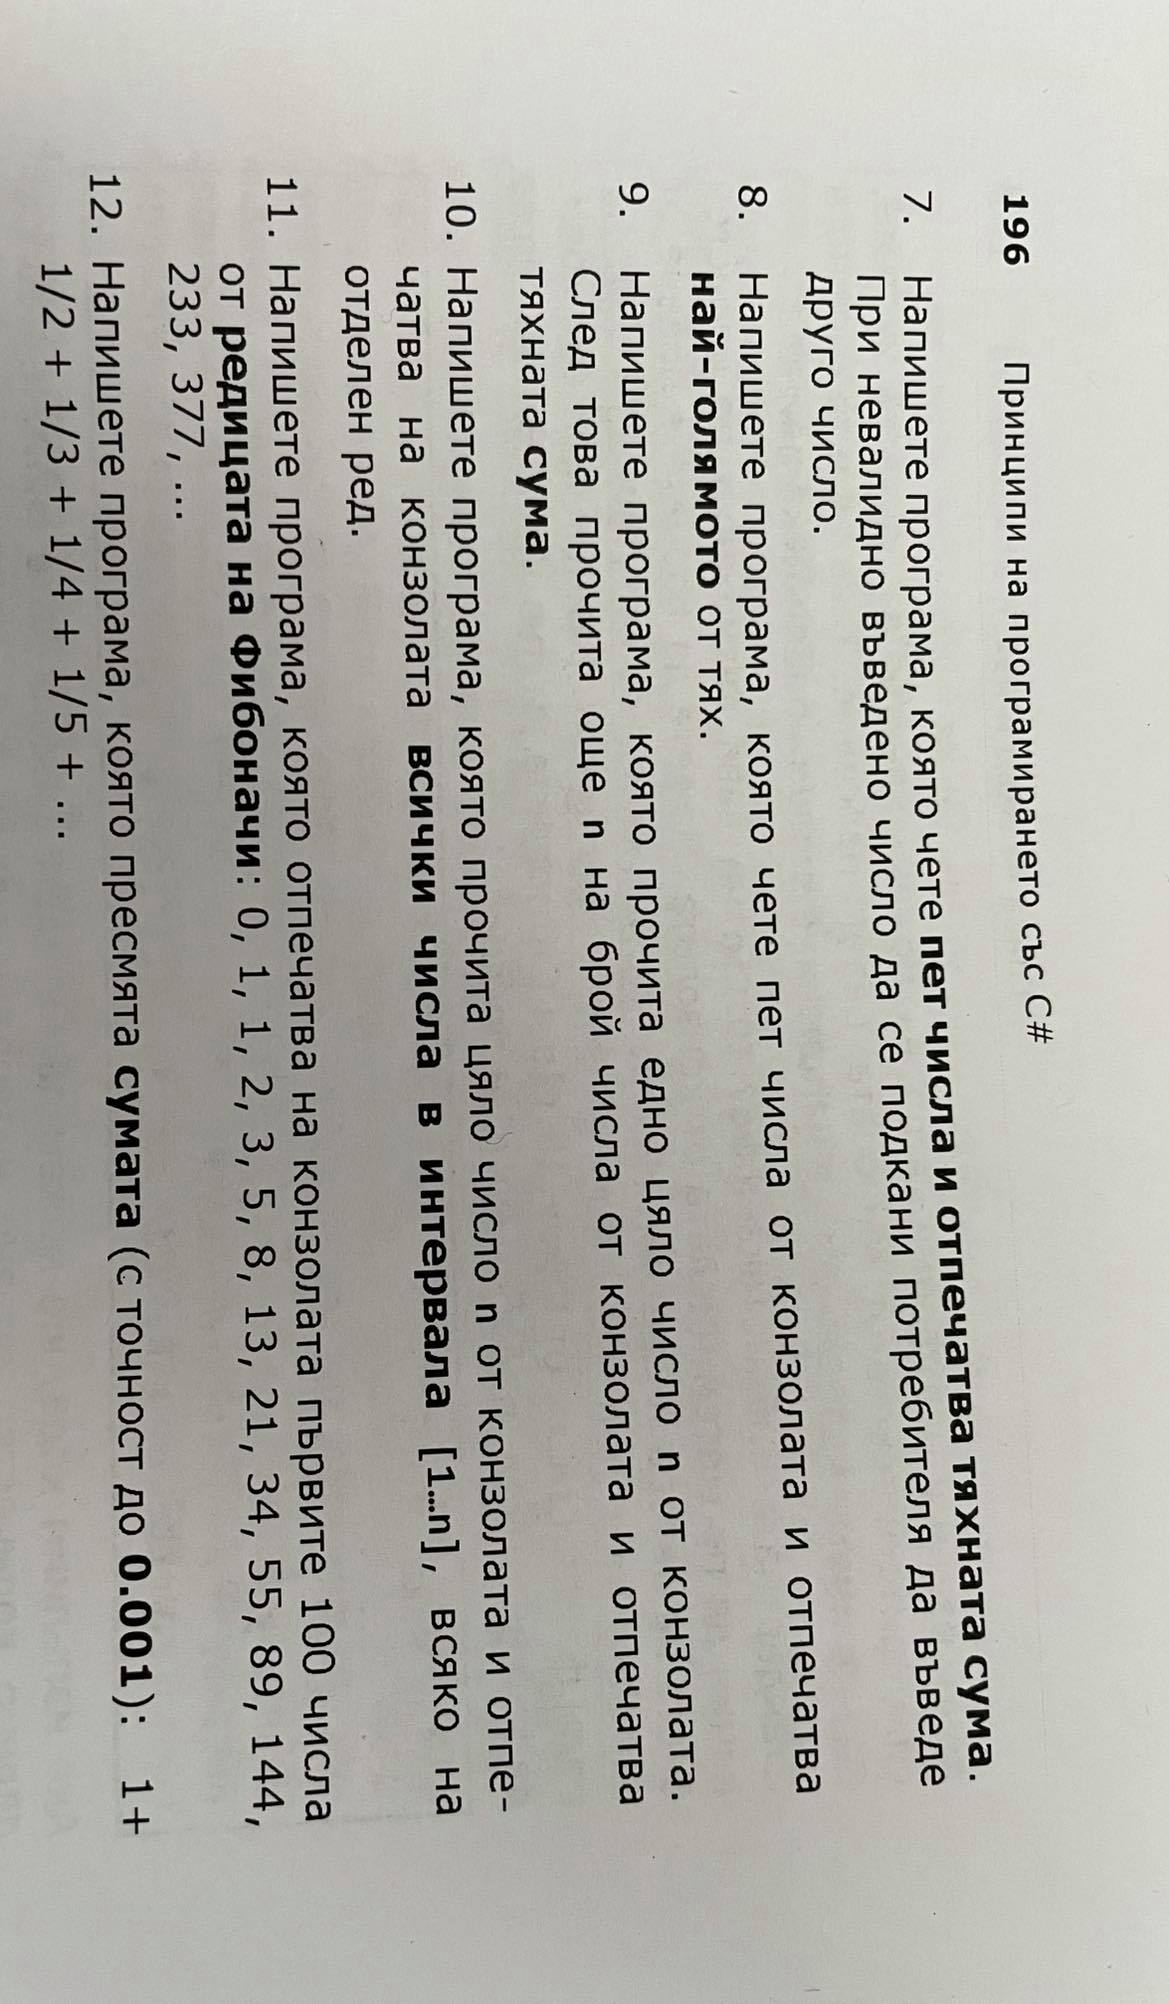 196 Принципи на програмирането със C#
7. Напишете програма, която чете пет числа и отпечатва тяхната сума.
При невалидно въведено число да се подкани потребителя да въведе
друго число.
8. Напишете програма, която чете пет числа от конзолата и отпечатва
най-голямото от тях.
9. Напишете програма, която прочита едно цяло число n от конзолата.
След това прочита още n на брой числа от конзолата и отпечатва
тяхната сума.
10. Напишете програма, която прочита цяло число n от конзолата и отпе-
чатва на конзолата всички числа в интервала [1…n], всяко на
отделен ред.
11. Напишете програма, която отпечатва на конзолата първите 100 числа
от редицата на Фибоначи: 0, 1, 1, 2, 3, 5, 8, 13, 21, 34, 55, 89, 144,
233, 377, ...
12. Напишете програма, която пресмята сумата (с точност до 0.001): 1+
1/2 + 1/3 + 1/4 + 1/5 + ...